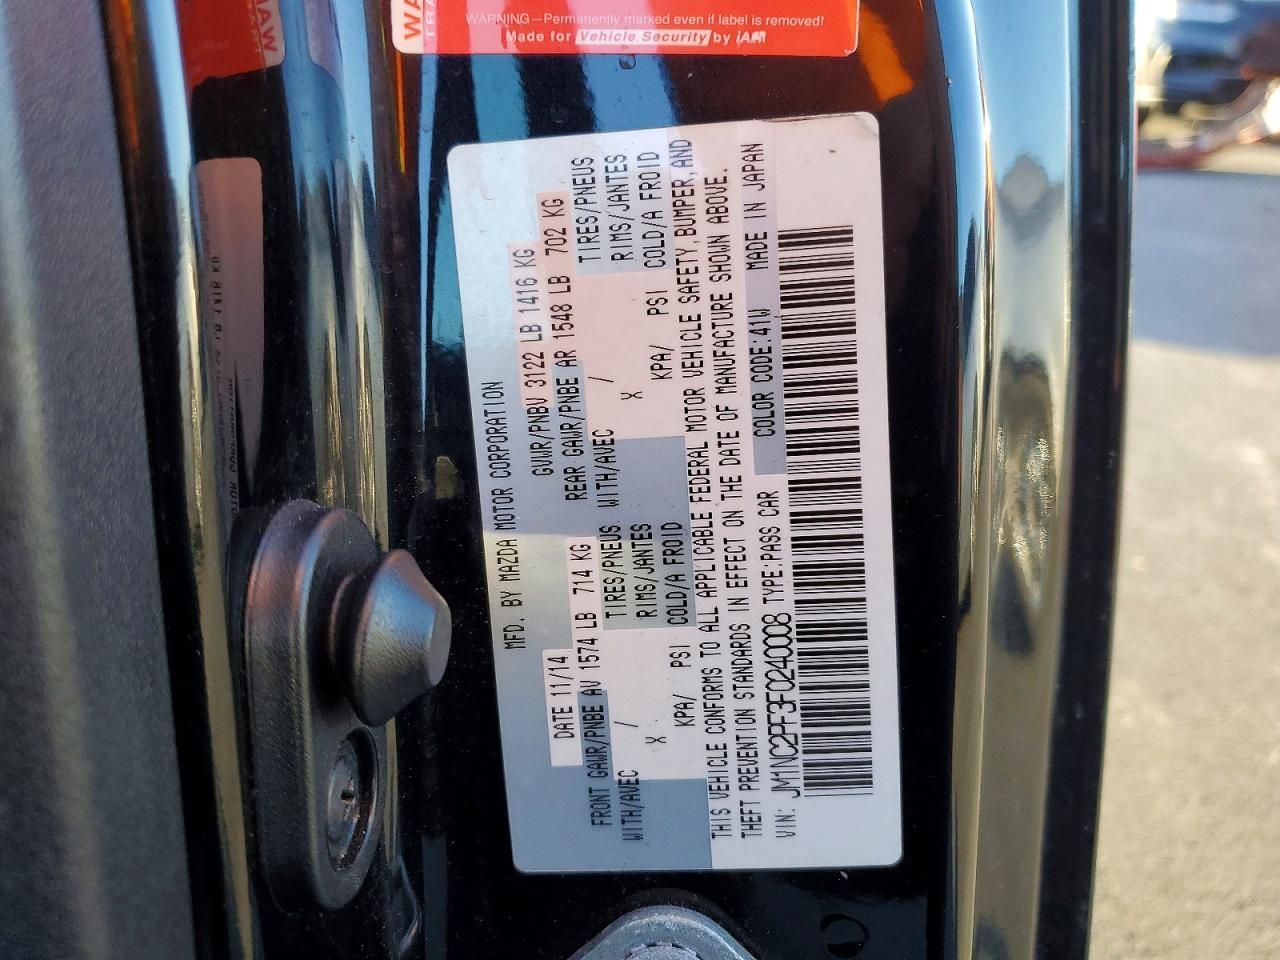 WARNING—Permanently marked even if label is removed!
Made for Vehicle Security by IAM
MFD. BY MAZDA MOTOR CORPORATION
DATE 11/14 GVWR/PNBV 3122 LB 1416 KG
FRONT GAWR/PNBE AV 1574 LB 714 KG REAR GAWR/PNBE AR 1548 LB 702 KG
WITH/AVEC / TIRES/PNEUS WITH/AVEC / TIRES/PNEUS
X RIMS/JANTES X RIMS/JANTES
KPA/ PSI COLD/A FROID KPA/ PSI COLD/A FROID
THIS VEHICLE CONFORMS TO ALL APPLICABLE FEDERAL MOTOR VEHICLE SAFETY, BUMPER, AND
THEFT PREVENTION STANDARDS IN EFFECT ON THE DATE OF MANUFACTURE SHOWN ABOVE.
COLOR CODE:41W MADE IN JAPAN
VIN: JM1NC2PF3F0240008 TYPE:PASS CAR